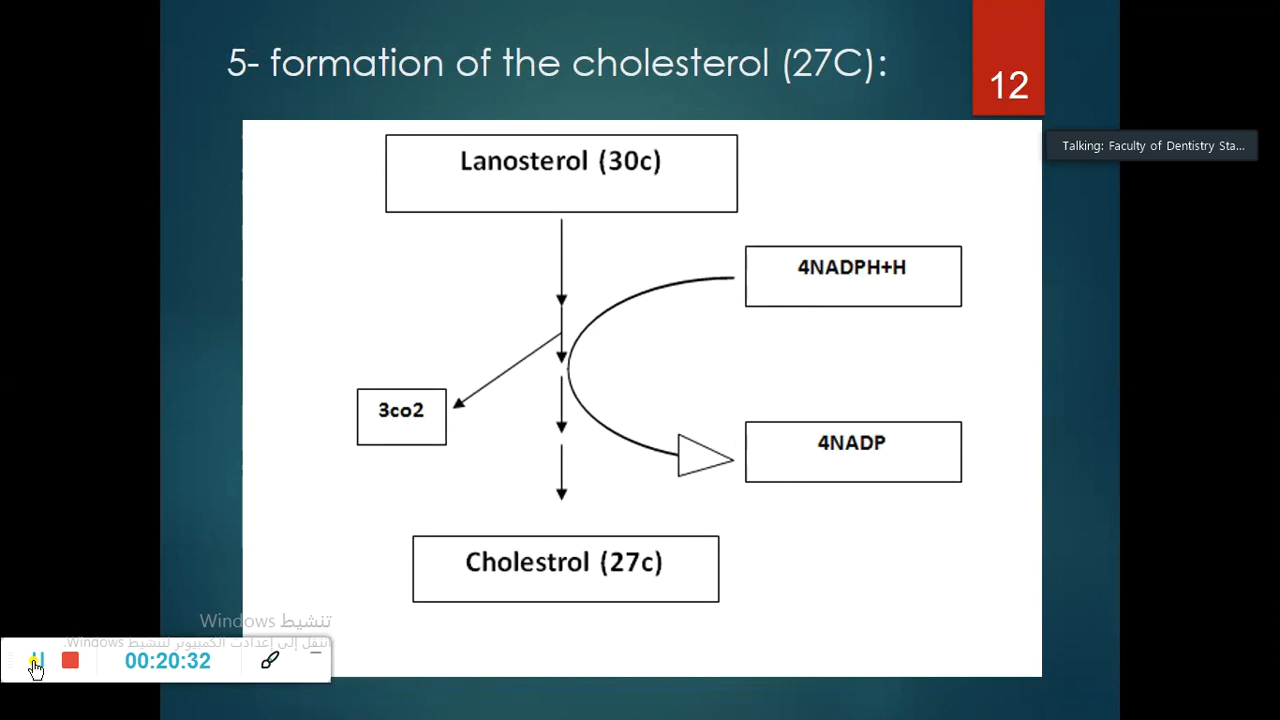 5- formation of the cholesterol (27C):
12
Lanosterol (30c)
Talking: Faculty of Dentistry Sta...
4NADPH+H
3co2
4NADP
Cholestrol (27c)
تنشيط Windows
انتقل إلى إعدادات الكمبيوتر لتنشيط Windows.
00:20:32